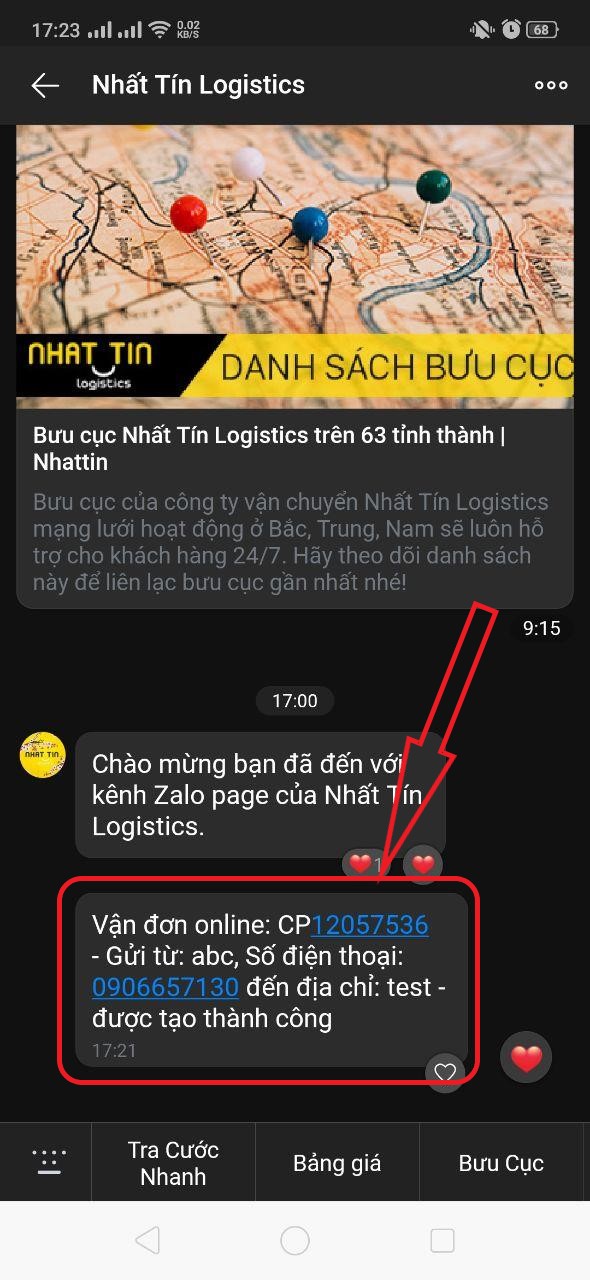 17:23
0.02
KB/S
68
Nhất Tín Logistics
NHAT TIN
logistics
DANH SÁCH BƯU CỤC
Bưu cục Nhất Tín Logistics trên 63 tỉnh thành |
Nhattin
Bưu cục của công ty vận chuyển Nhất Tín Logistics
mạng lưới hoạt động ở Bắc, Trung, Nam sẽ luôn hỗ
trợ cho khách hàng 24/7. Hãy theo dõi danh sách
này để liên lạc bưu cục gần nhất nhé!
9:15
17:00
NHAT TIN
Chào mừng bạn đã đến với
kênh Zalo page của Nhất Tín
Logistics.
1
Vận đơn online: CP12057536
- Gửi từ: abc, Số điện thoại:
0906657130 đến địa chỉ: test -
được tạo thành công
17:21
Tra Cước
Nhanh
Bảng giá
Bưu Cục